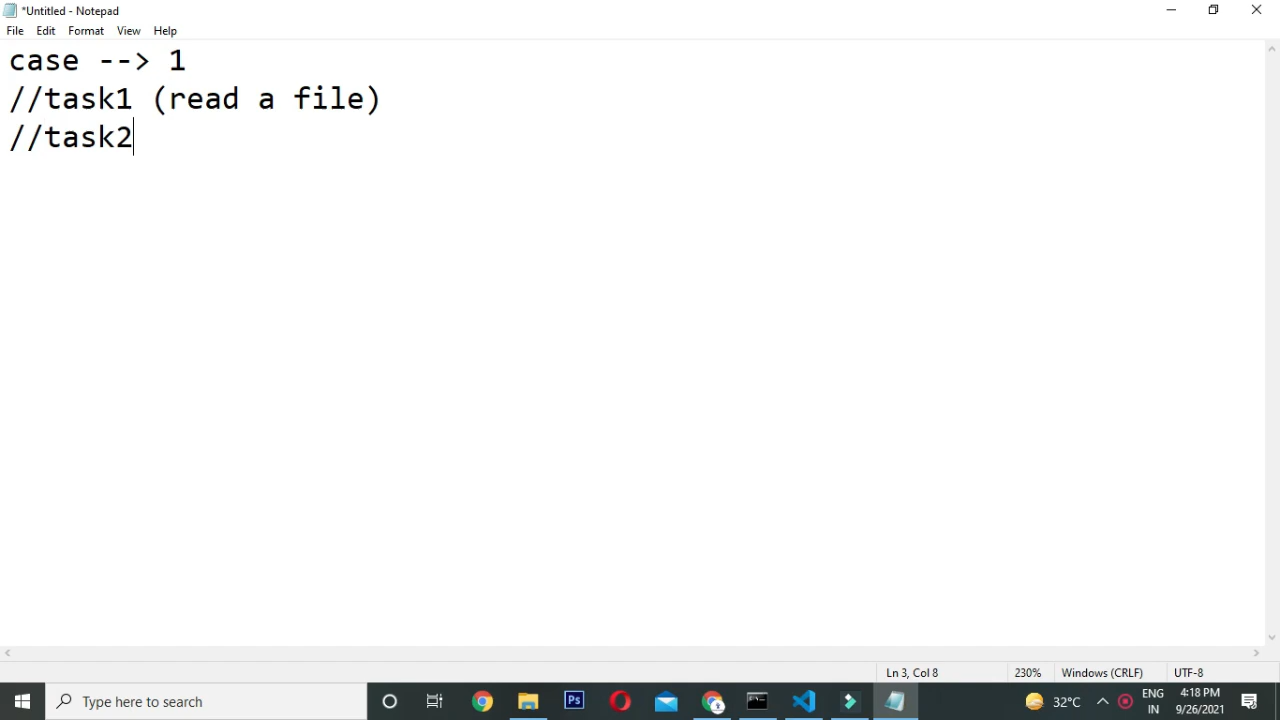 *Untitled - Notepad
File Edit Format View Help
case --> 1
//task1 (read a file)
//task2
Ln 3, Col 8 230% Windows (CRLF) UTF-8
Type here to search
Ps
32°C
ENG
IN
4:18 PM
9/26/2021